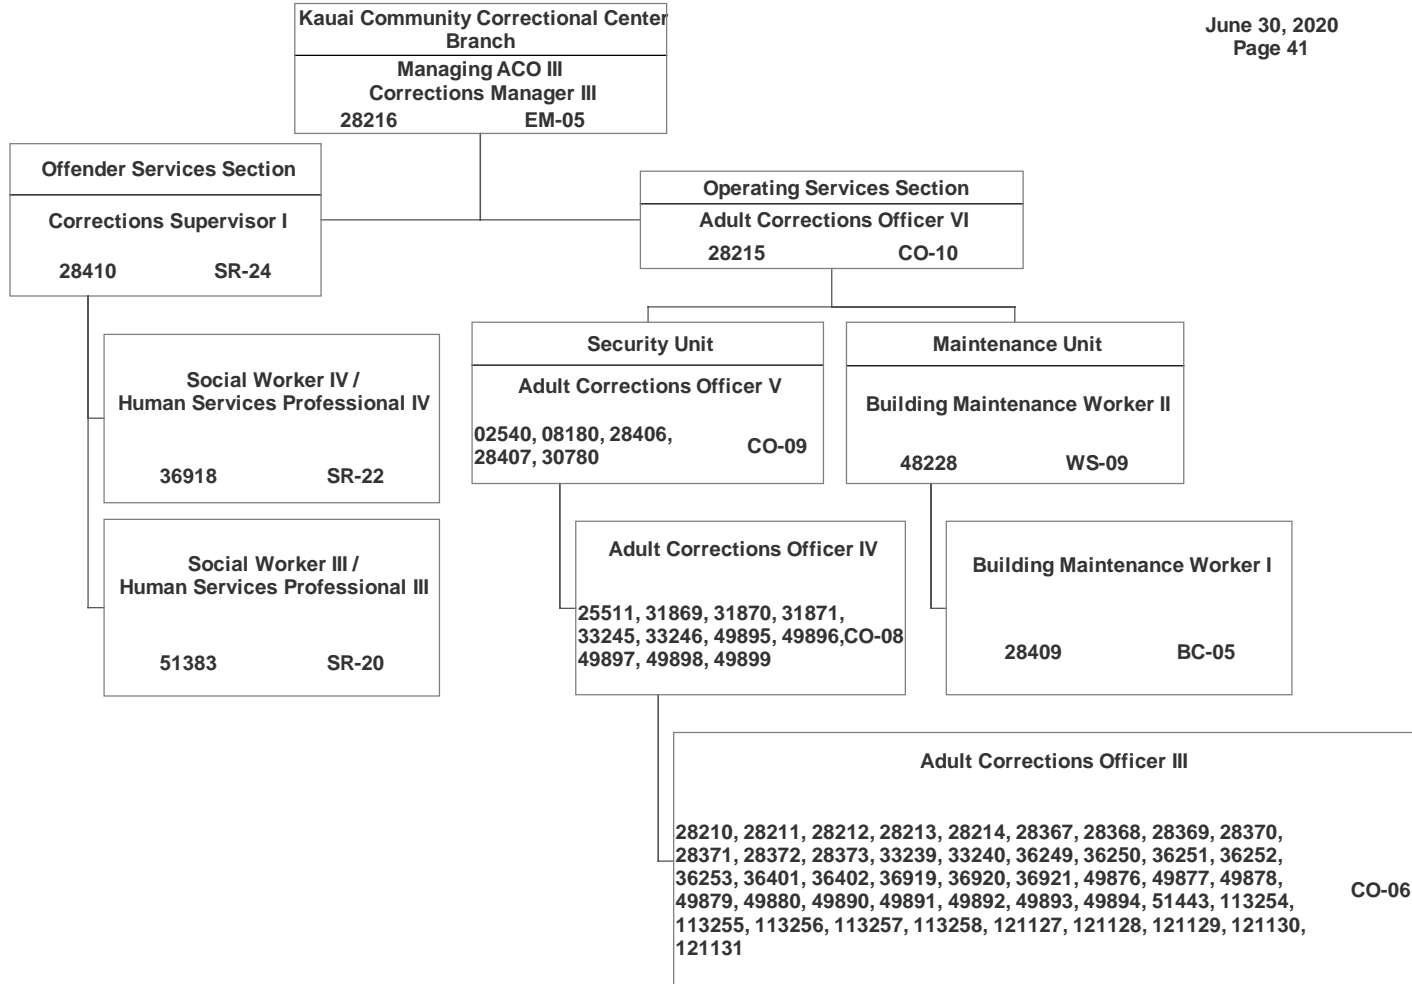 June 30, 2020
Page 41
Kauai Community Correctional Center
Branch
Managing ACO III
Corrections Manager III
28216 EM-05
Offender Services Section
Corrections Supervisor I
28410 SR-24
Operating Services Section
Adult Corrections Officer VI
28215 CO-10
Social Worker IV /
Human Services Professional IV
36918 SR-22
Social Worker III /
Human Services Professional III
51383 SR-20
Security Unit
Adult Corrections Officer V
02540, 08180, 28406,
28407, 30780
CO-09
Maintenance Unit
Building Maintenance Worker II
48228 WS-09
Adult Corrections Officer IV
25511, 31869, 31870, 31871,
33245, 33246, 49895, 49896,CO-08
49897, 49898, 49899
Building Maintenance Worker I
28409 BC-05
Adult Corrections Officer III
28210, 28211, 28212, 28213, 28214, 28367, 28368, 28369, 28370,
28371, 28372, 28373, 33239, 33240, 36249, 36250, 36251, 36252,
36253, 36401, 36402, 36919, 36920, 36921, 49876, 49877, 49878,
49879, 49880, 49890, 49891, 49892, 49893, 49894, 51443, 113254,
113255, 113256, 113257, 113258, 121127, 121128, 121129, 121130,
121131
CO-06